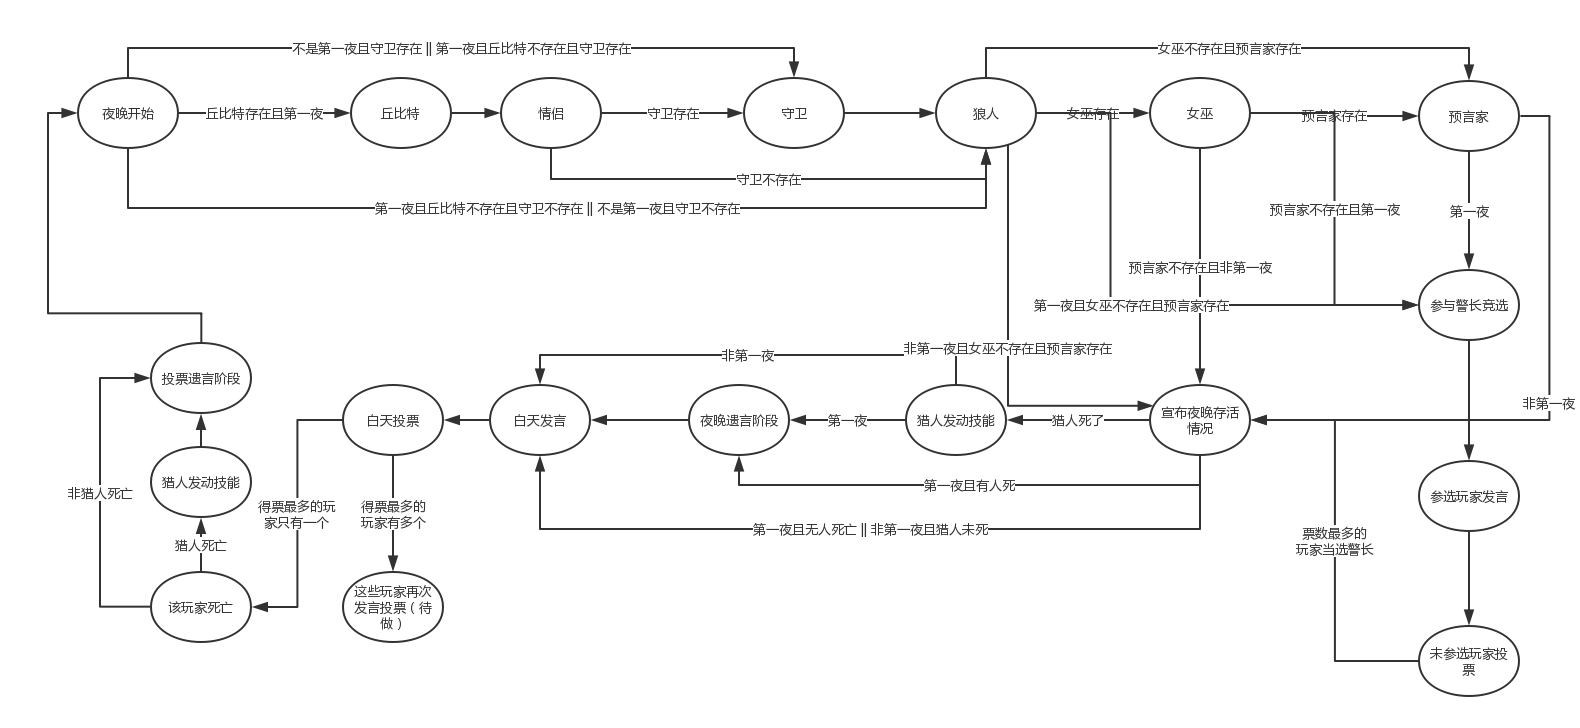 不是第一夜且守卫存在 || 第一夜且丘比特不存在且守卫存在
女巫不存在且预言家存在
夜晚开始
丘比特存在且第一夜
丘比特
情侣
守卫存在
守卫
狼人
女巫存在
女巫
预言家存在
预言家
守卫不存在
第一夜且丘比特不存在且守卫不存在 || 不是第一夜且守卫不存在
预言家不存在且第一夜
第一夜
预言家不存在且非第一夜
第一夜且女巫不存在且预言家存在
参与警长竞选
非第一夜
非第一夜且女巫不存在且预言家存在
投票遗言阶段
非第一夜
白天投票
白天发言
夜晚遗言阶段
第一夜
猎人发动技能
猎人死了
宣布夜晚存活
情况
猎人发动技能
非猎人死亡
第一夜且有人死
参选玩家发言
得票最多的玩
家只有一个
得票最多的
玩家有多个
第一夜且无人死亡 || 非第一夜且猎人未死
票数最多的
玩家当选警长
猎人死亡
该玩家死亡
这些玩家再次
发言投票（待
做）
未参选玩家投
票